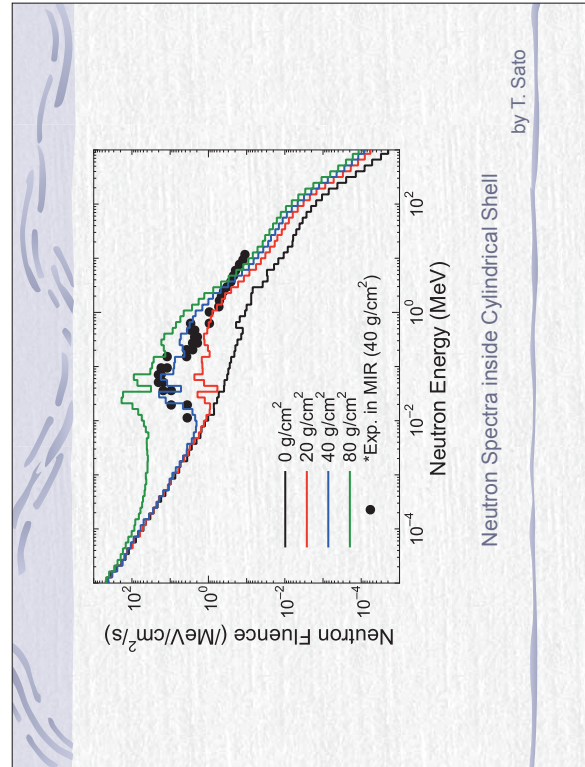 10²
10⁰
10⁻²
10⁻⁴
Neutron Fluence (/MeV/cm²/s)
0 g/cm²
20 g/cm²
40 g/cm²
80 g/cm²
*Exp. in MIR (40 g/cm²)
10⁻⁴
10⁻²
10⁰
10²
Neutron Energy (MeV)
Neutron Spectra inside Cylindrical Shell
by T. Sato